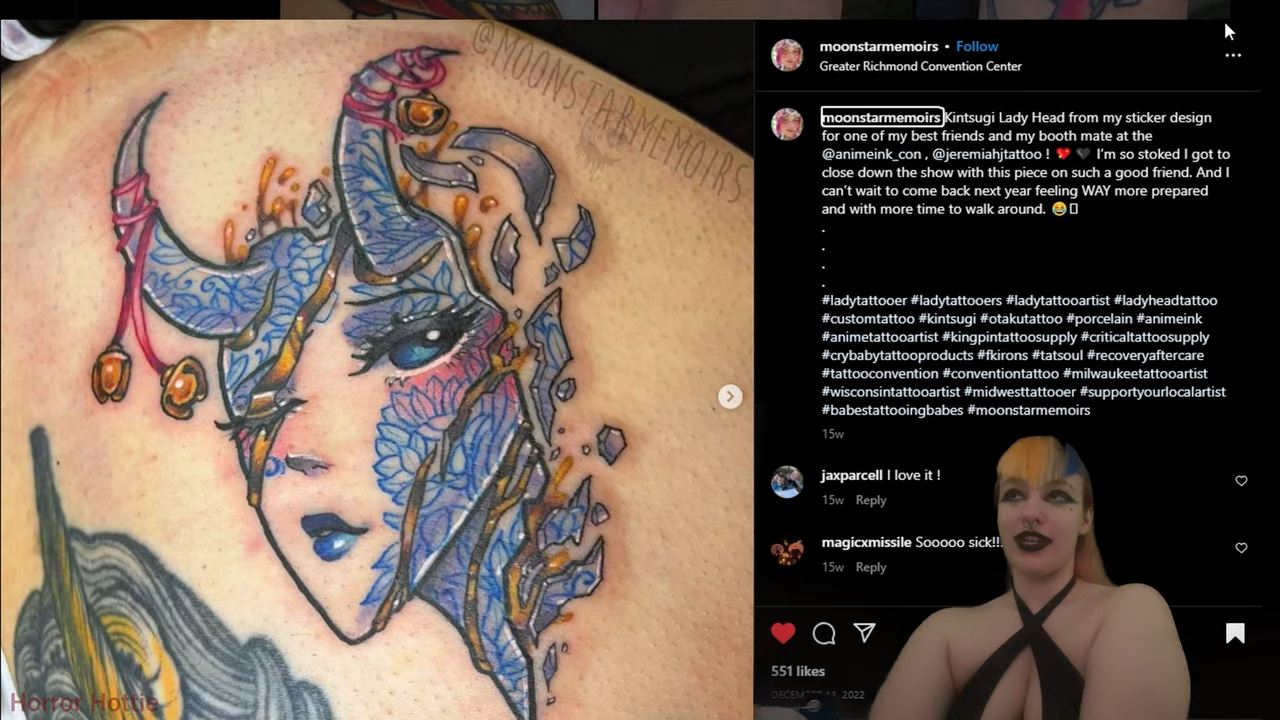 @MOONSTARMEMOIRS
moonstarmemoirs • Follow
Greater Richmond Convention Center
moonstarmemoirs Kintsugi Lady Head from my sticker design
for one of my best friends and my booth mate at the
@animeink_con , @jeremiahjtattoo ! 💖 🖤 I'm so stoked I got to
close down the show with this piece on such a good friend. And I
can't wait to come back next year feeling WAY more prepared
and with more time to walk around. 😂
.
.
.
.
#ladytattooer #ladytattooers #ladytattooartist #ladyheadtattoo
#customtattoo #kintsugi #otakutattoo #porcelain #animeink
#animetattooartist #kingpintattoosupply #criticaltattoosupply
#crybabytattooproducts #fkirons #tatsoul #recoveryaftercare
#tattooconvention #conventiontattoo #milwaukeetattooartist
#wisconsintattooartist #midwesttattooer #supportyourlocalartist
#babestattooingbabes #moonstarmemoirs
15w
jaxparcell I love it !
15w Reply
magicxmissile Sooooo sick!!
15w Reply
551 likes
DECEMBER 14, 2022
Horror Hottie